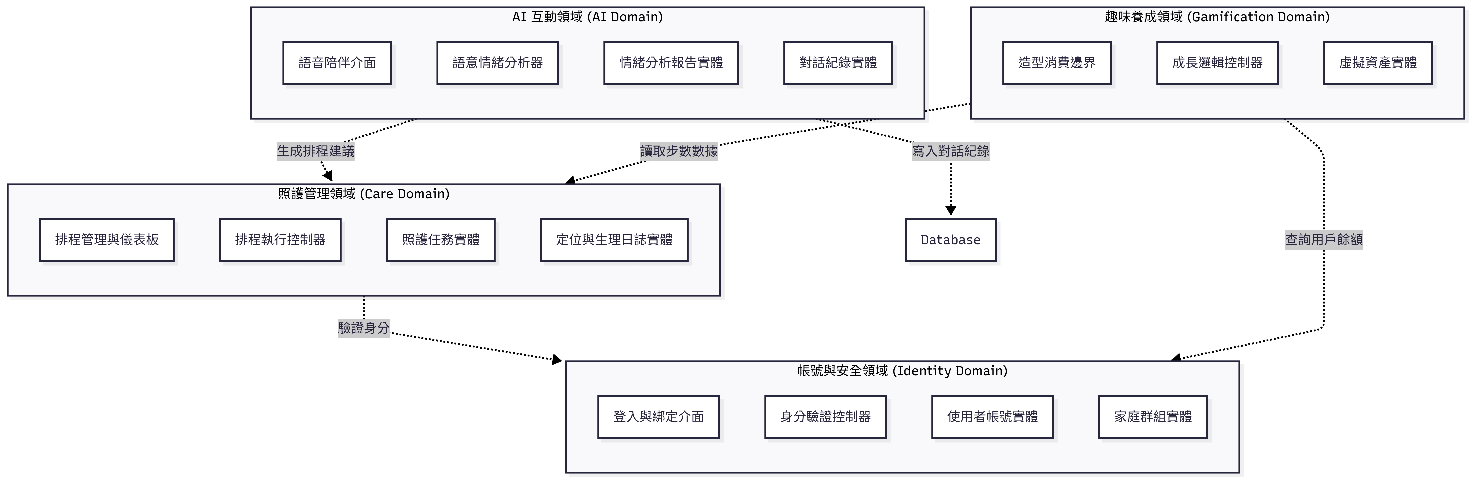 AI 互動領域 (AI Domain)
語音陪伴介面
語意情緒分析器
情緒分析報告實體
對話紀錄實體
趣味養成領域 (Gamification Domain)
造型消費邊界
成長邏輯控制器
虛擬資產實體
生成排程建議
讀取步數數據
寫入對話紀錄
照護管理領域 (Care Domain)
排程管理與儀表板
排程執行控制器
照護任務實體
定位與生理日誌實體
Database
查詢用戶餘額
驗證身分
帳號與安全領域 (Identity Domain)
登入與綁定介面
身分驗證控制器
使用者帳號實體
家庭群組實體